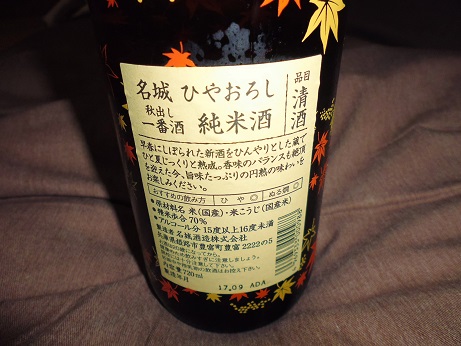 品目
清酒
名城 ひやおろし
秋出し
一番酒 純米酒
早春にしぼられた新酒をひんやりとした蔵で
ひと夏じっくりと熟成。香味のバランスも絶頂
を迎えた今、旨味たっぷりの円熟の味わいを
お楽しみください。
おすすめの飲み方 ひや ◎ ぬる燗 ○
●原材料名 米(国産)・米こうじ(国産米)
●精米歩合 70%
●アルコール分 15度以上16度未満
製造者 名城酒造株式会社
兵庫県姫路市豊富町豊富 2222の5
720ml
製造年月
17.09 ADA